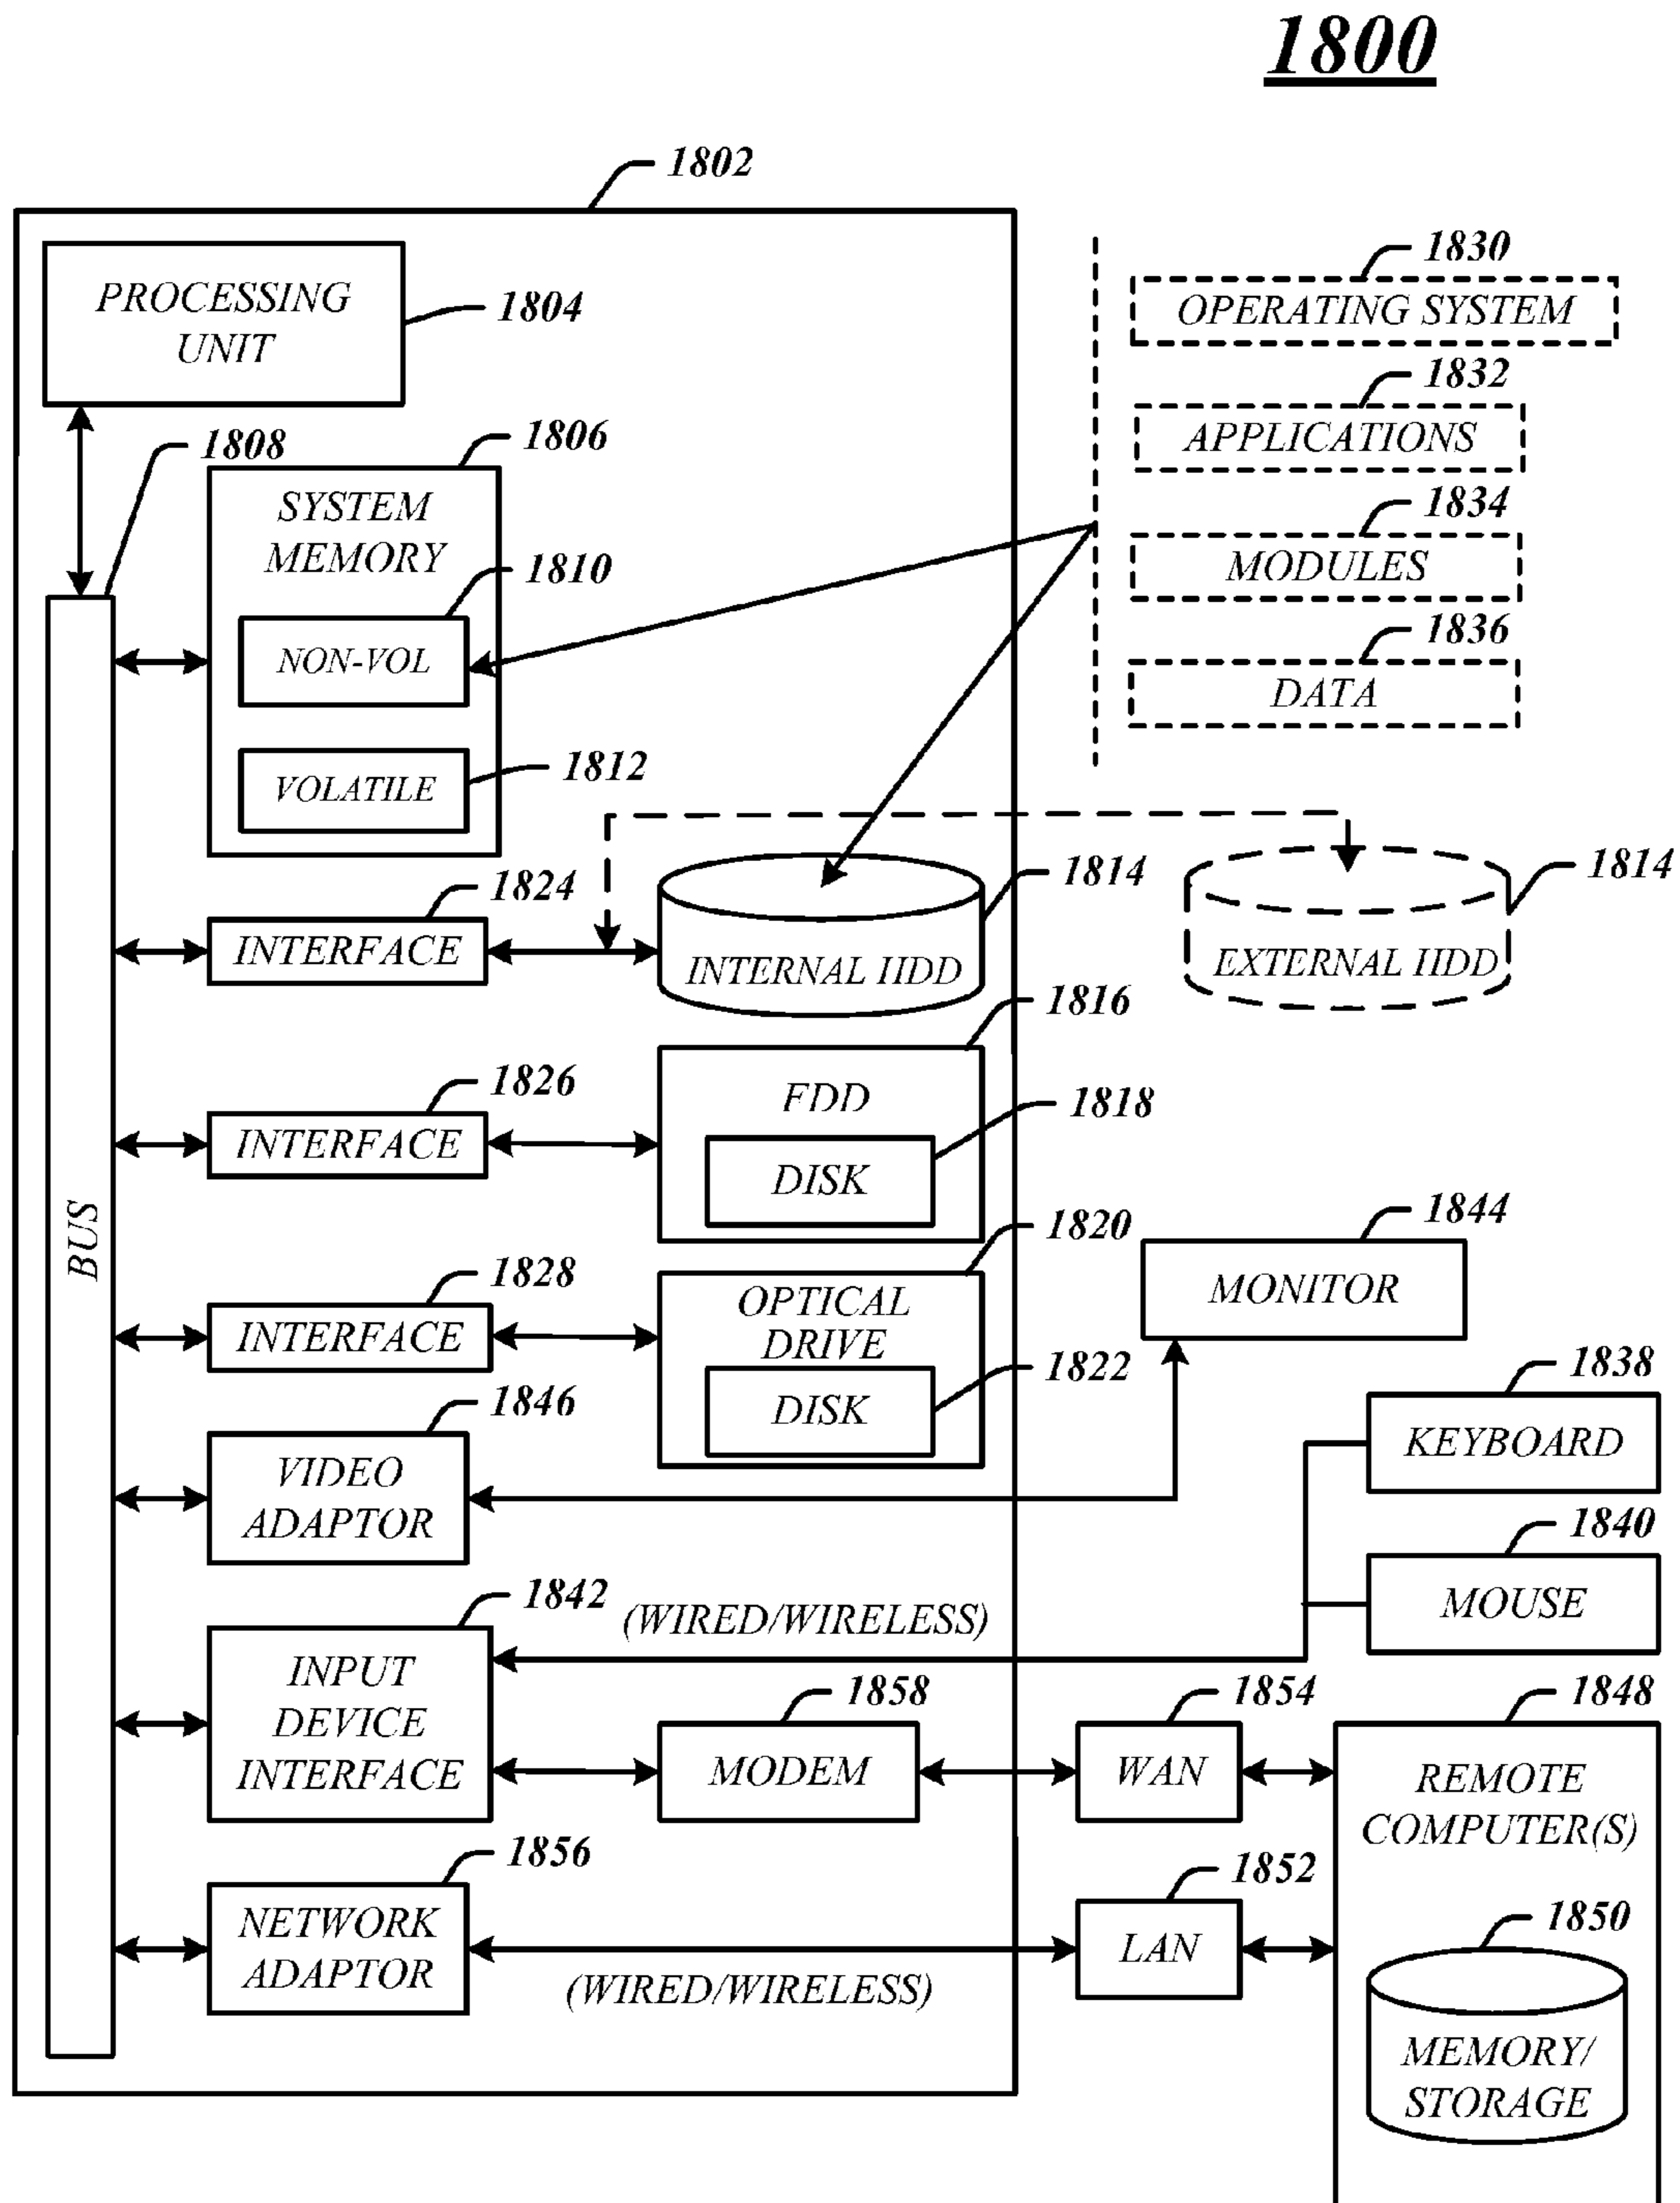 1800
1802
PROCESSING
UNIT
1804
1830
OPERATING SYSTEM
1832
APPLICATIONS
1834
MODULES
1836
DATA
1808
1806
SYSTEM
MEMORY
1810
NON-VOL
1812
VOLATILE
BUS
1824
INTERFACE
1814
INTERNAL HDD
1814
EXTERNAL HDD
1826
INTERFACE
1816
FDD
1818
DISK
1828
INTERFACE
1820
OPTICAL
DRIVE
1822
DISK
1844
MONITOR
1846
VIDEO
ADAPTOR
1838
KEYBOARD
1840
MOUSE
1842
INPUT
DEVICE
INTERFACE
(WIRED/WIRELESS)
1858
MODEM
1854
WAN
1848
REMOTE
COMPUTER(S)
1856
NETWORK
ADAPTOR
(WIRED/WIRELESS)
1852
LAN
1850
MEMORY/
STORAGE